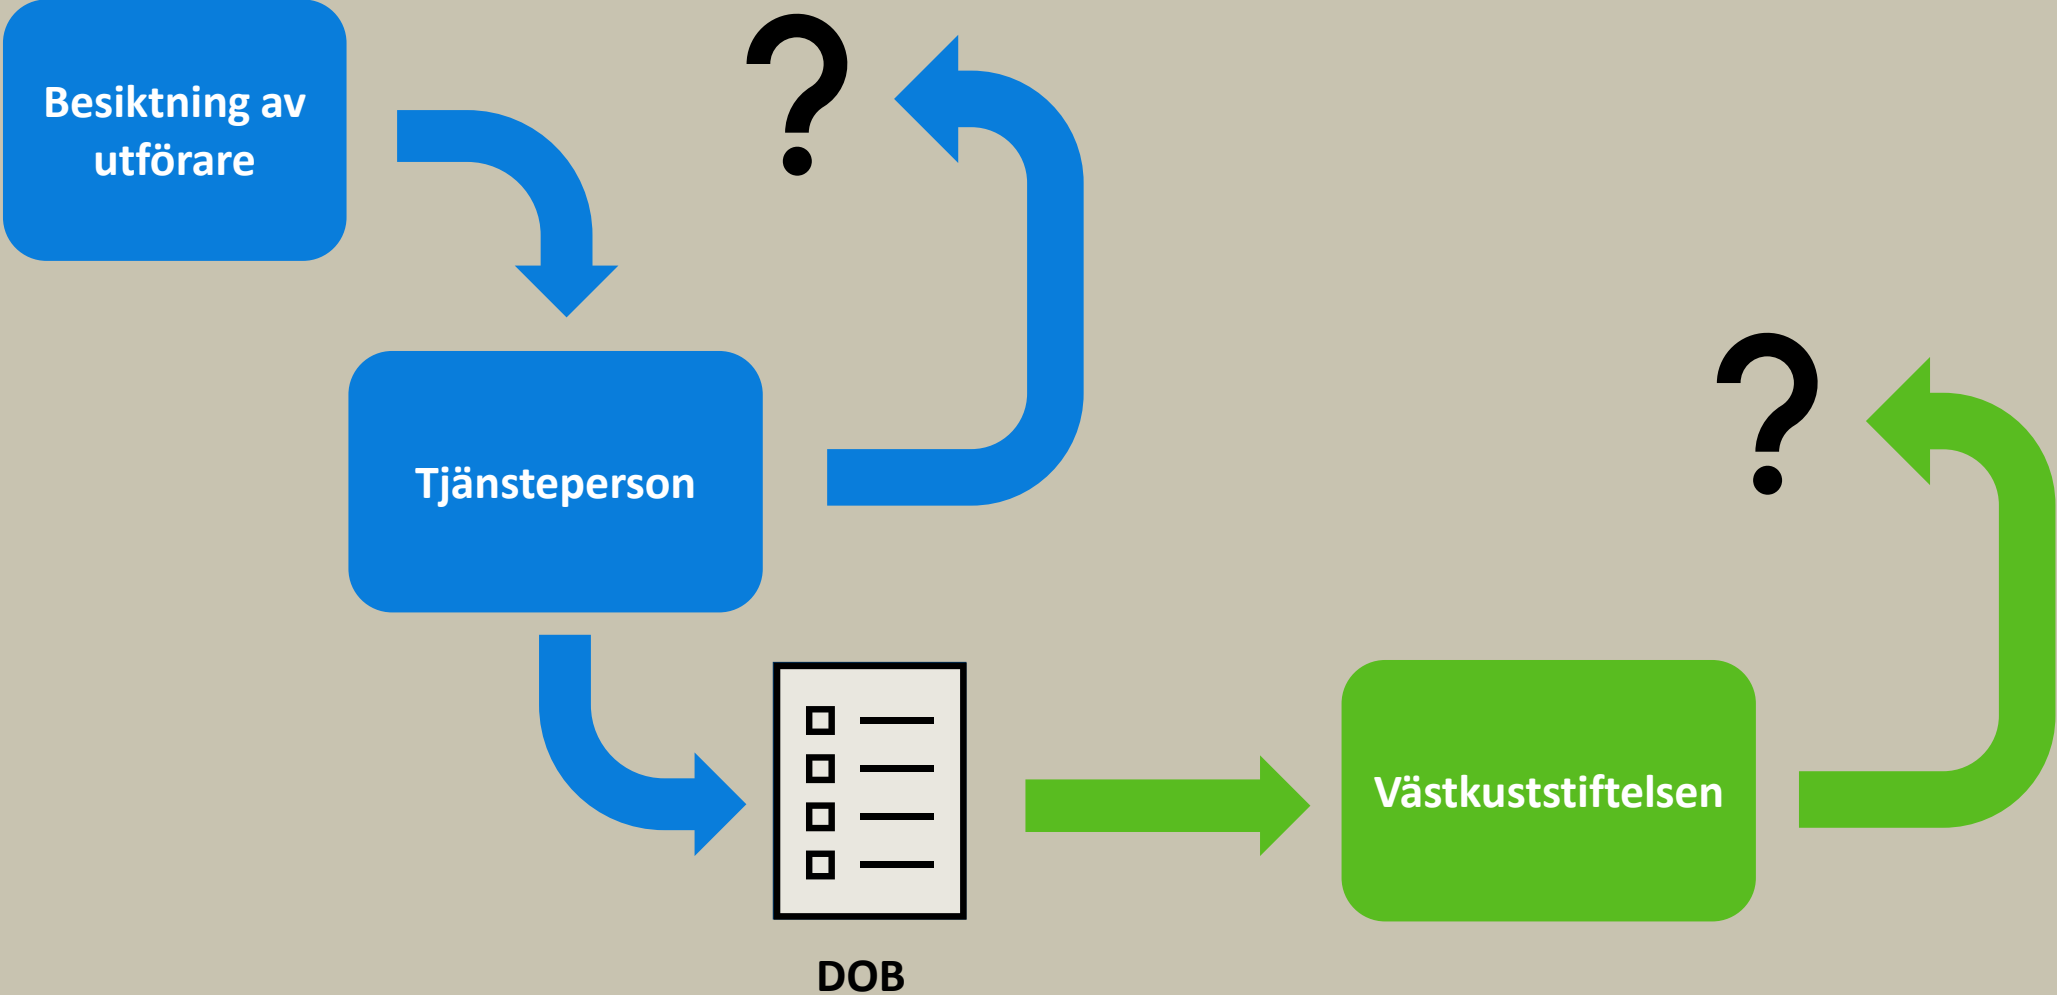 Besiktning av
utförare
?
Tjänsteperson
?
Västkuststiftelsen
DOB